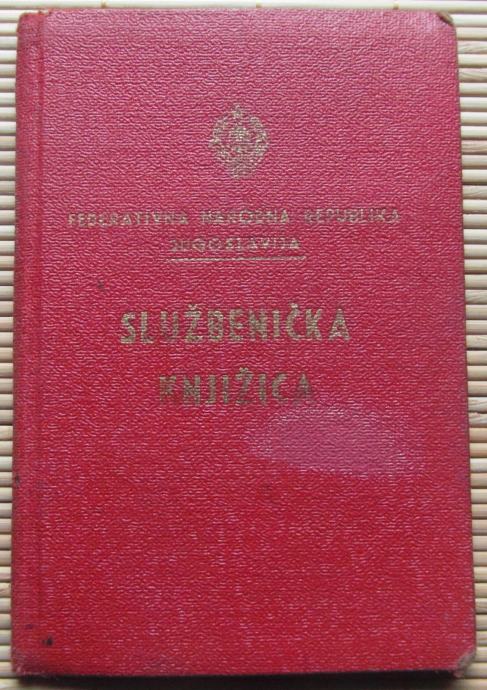 FEDERATIVNA NARODNA REPUBLIKA
JUGOSLAVIJA
SLUŽBENIČKA
KNJIŽICA